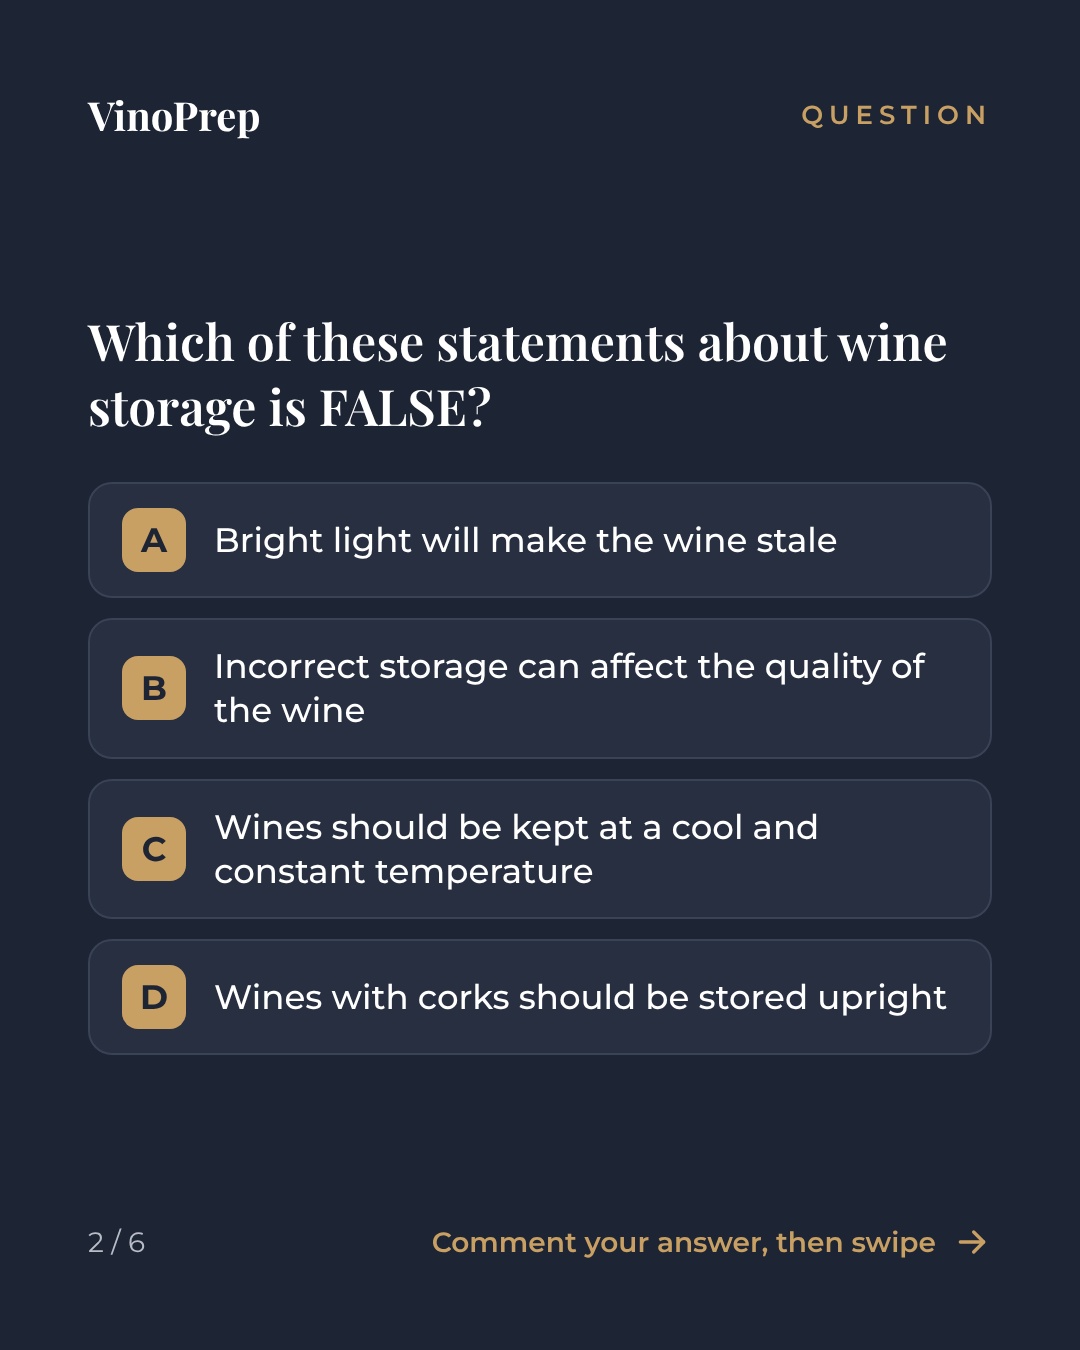 VinoPrep
QUESTION
Which of these statements about wine
storage is FALSE?
A
Bright light will make the wine stale
B
Incorrect storage can affect the quality of
the wine
C
Wines should be kept at a cool and
constant temperature
D
Wines with corks should be stored upright
2 / 6
Comment your answer, then swipe →